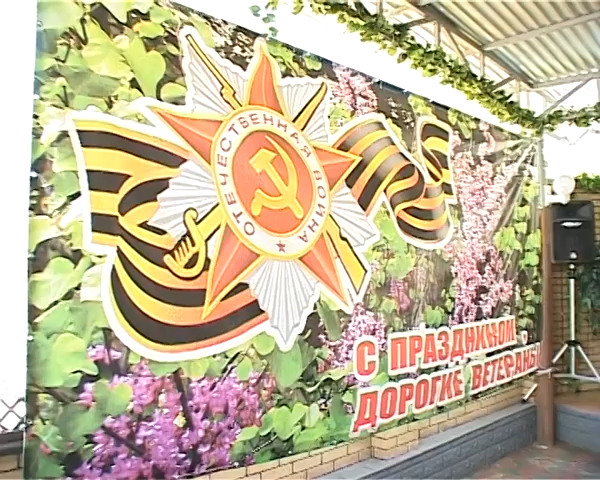 ОТЕЧЕСТВЕННАЯ ВОЙНА
С ПРАЗДНИКОМ
ДОРОГИЕ ВЕТЕРАНЫ